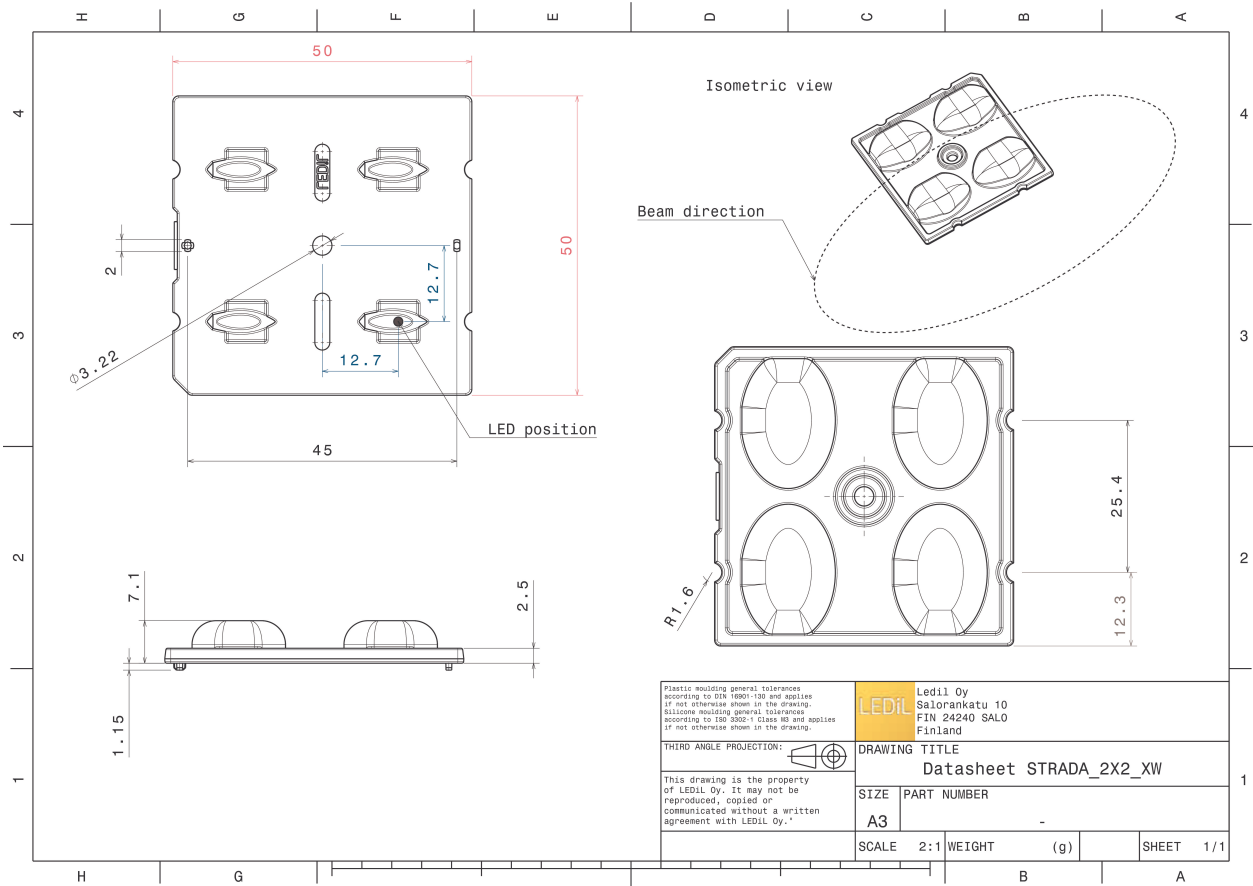 H G F E D C B A
4
4
50
Isometric view
Beam direction
LEDiL
50
2
12.7
3
3
Ø3.22
12.7
LED position
45
25.4
2
2
7.1
2.5
R1.6
12.3
1.15
Plastic moulding general tolerances
according to DIN 16901-130 and applies
if not otherwise shown in the drawing.
Silicone moulding general tolerances
according to ISO 3302-1 Class M3 and applies
if not otherwise shown in the drawing.
LEDiL
Ledil Oy
Salorankatu 10
FIN 24240 SALO
Finland
THIRD ANGLE PROJECTION:
DRAWING TITLE
Datasheet STRADA_2X2_XW
1
1
This drawing is the property
of LEDiL Oy. It may not be
reproduced, copied or
communicated without a written
agreement with LEDiL Oy."
SIZE
PART NUMBER
A3
-
SCALE 2:1
WEIGHT (g)
SHEET 1/1
H G B A